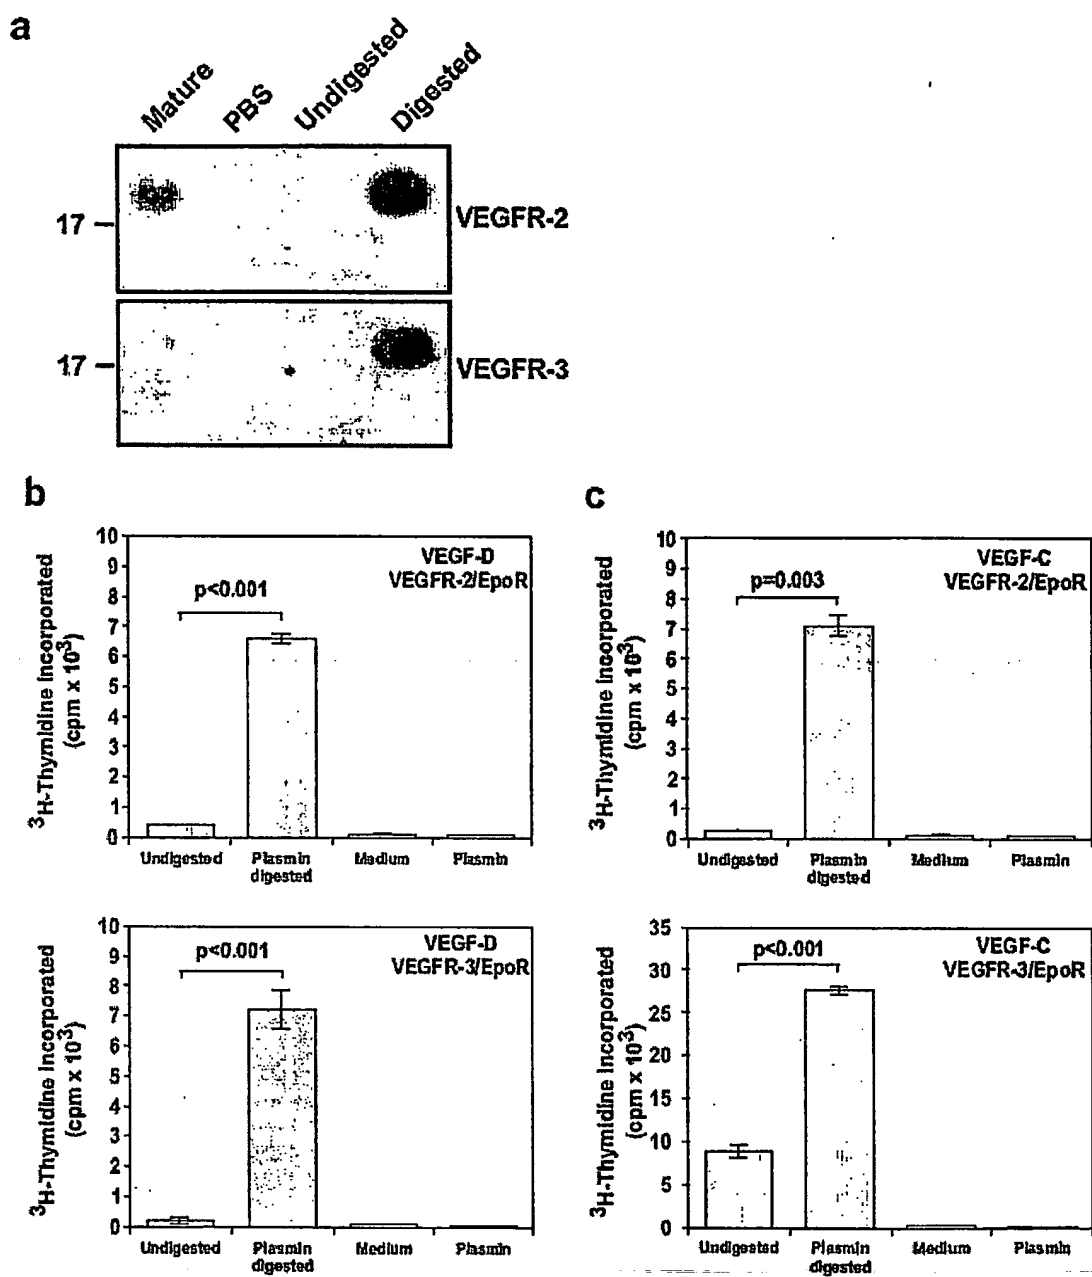 a
Mature PBS Undigested Digested
17
VEGFR-2
17
VEGFR-3
b
10
9
8
7
6
5
4
3
2
1
0
³H-Thymidine Incorporated
(cpm x 10³)
VEGF-D
VEGFR-2/EpoR
p<0.001
Undigested Plasmin Medium Plasmin
digested
c
10
9
8
7
6
5
4
3
2
1
0
³H-Thymidine Incorporated
(cpm x 10³)
VEGF-C
VEGFR-2/EpoR
p=0.003
Undigested Plasmin Medium Plasmin
digested
10
9
8
7
6
5
4
3
2
1
0
³H-Thymidine Incorporated
(cpm x 10³)
VEGF-D
VEGFR-3/EpoR
p<0.001
Undigested Plasmin Medium Plasmin
digested
35
30
25
20
15
10
5
0
³H-Thymidine Incorporated
(cpm x 10³)
VEGF-C
VEGFR-3/EpoR
p<0.001
Undigested Plasmin Medium Plasmin
digested